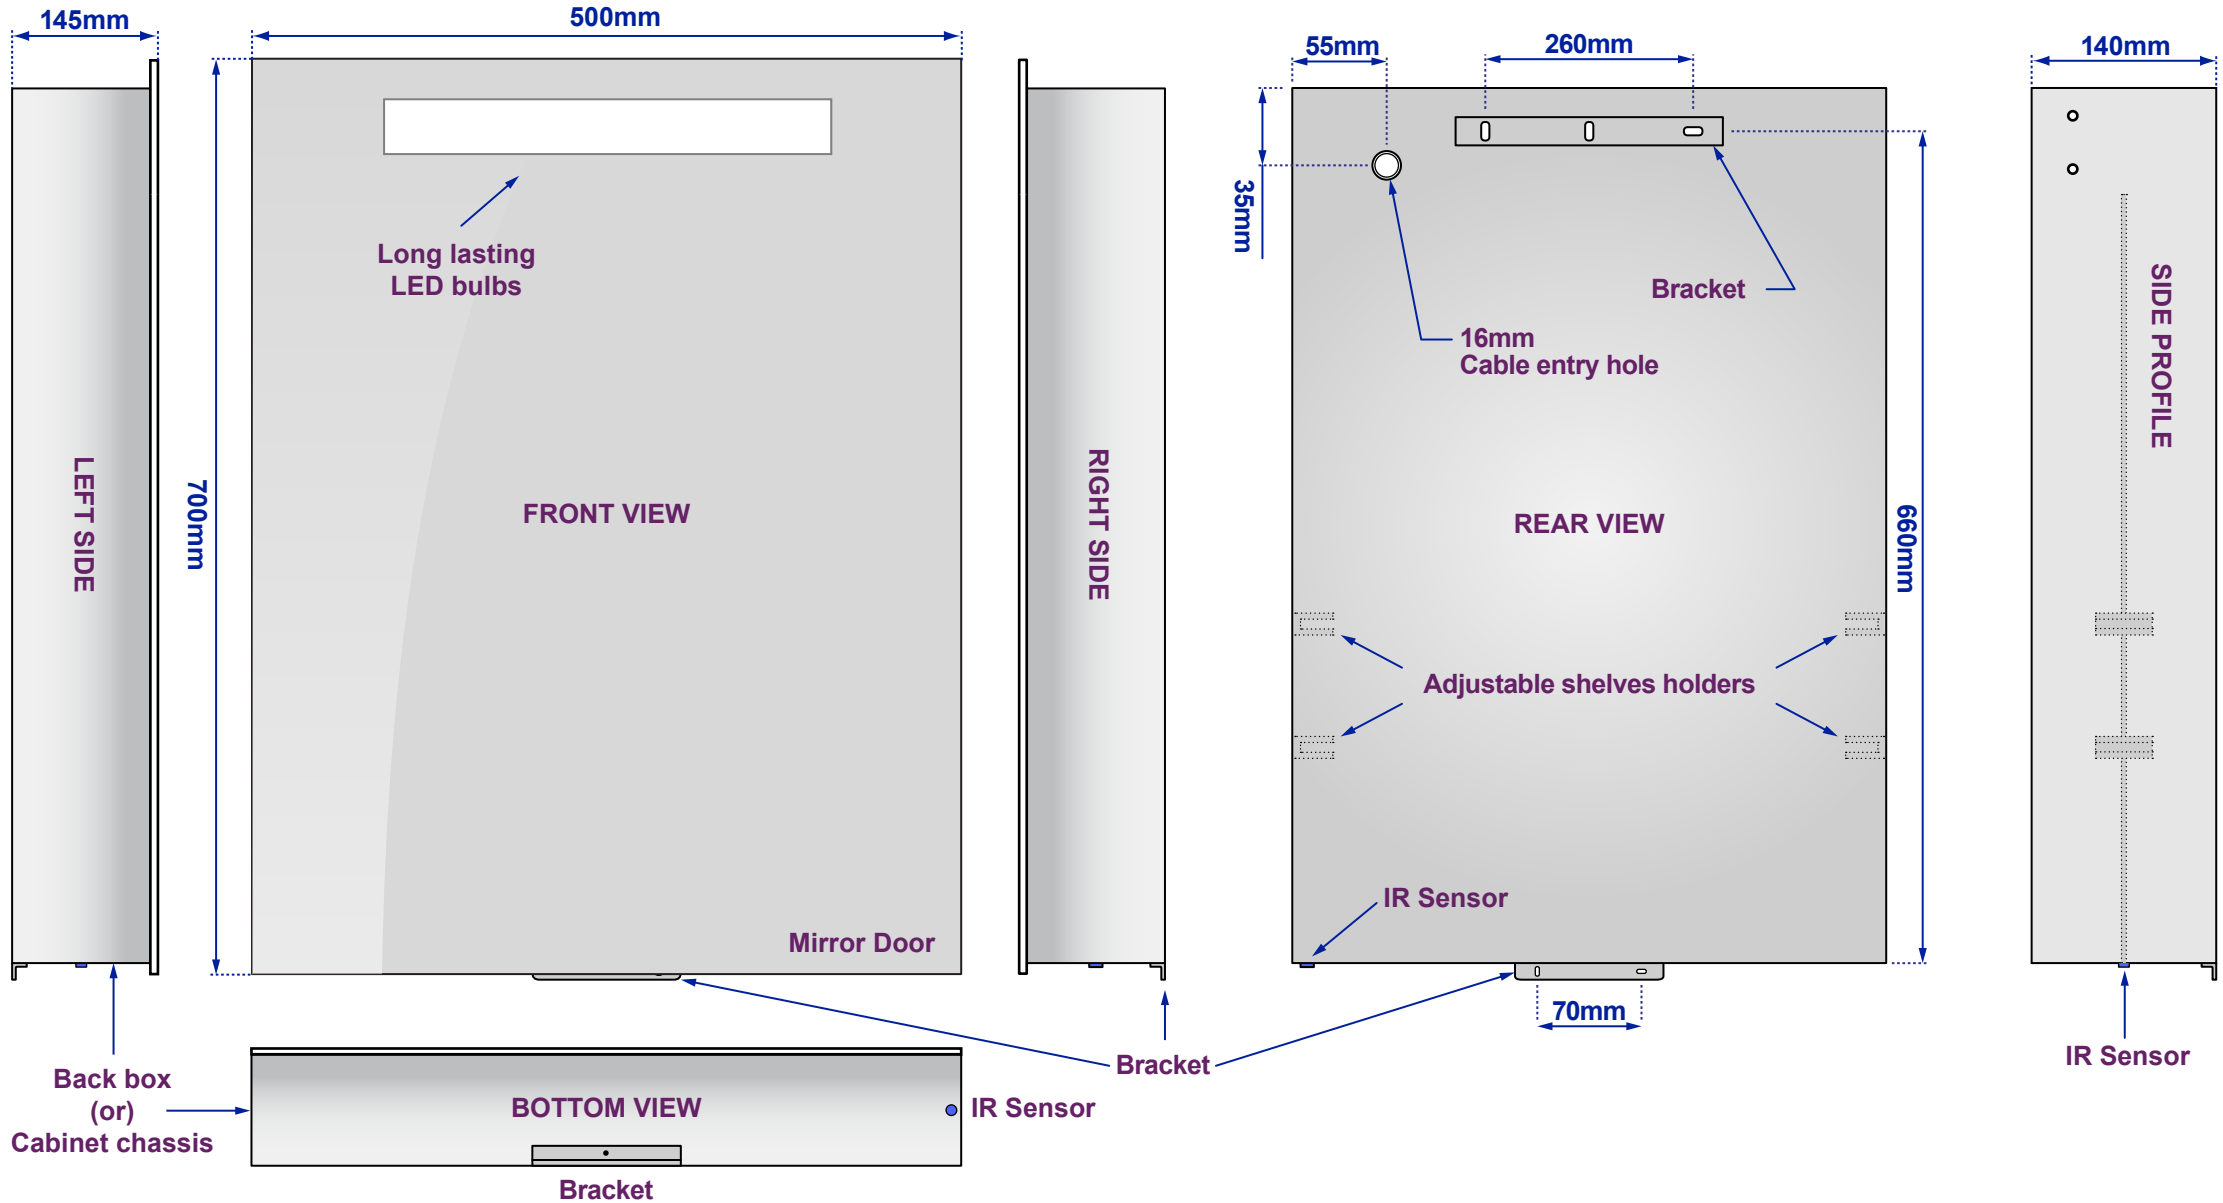 145mm
500mm
55mm
260mm
140mm
35mm
Long lasting
LED bulbs
Bracket
16mm
Cable entry hole
SIDE PROFILE
LEFT SIDE
700mm
FRONT VIEW
RIGHT SIDE
REAR VIEW
660mm
Adjustable shelves holders
IR Sensor
Mirror Door
70mm
Bracket
IR Sensor
Back box
(or)
Cabinet chassis
BOTTOM VIEW
IR Sensor
Bracket